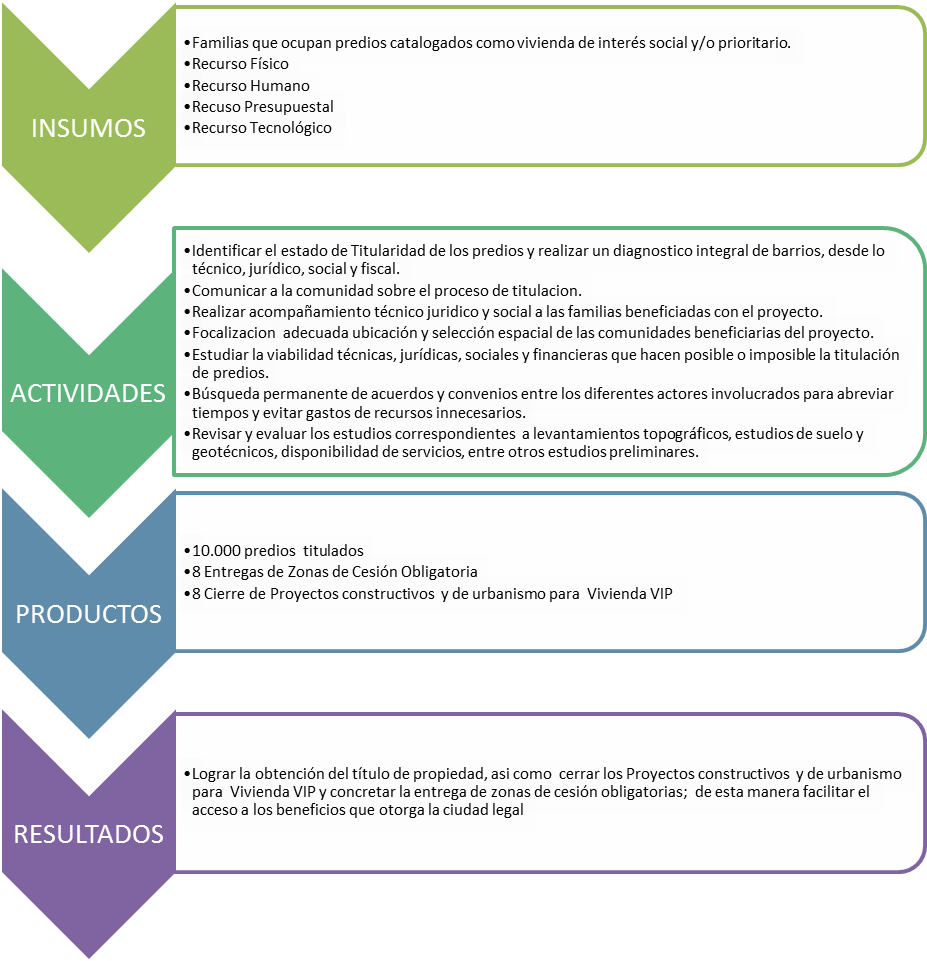 INSUMOS
•Familias que ocupan predios catalogados como vivienda de interés social y/o prioritario.
•Recurso Físico
•Recurso Humano
•Recuso Presupuestal
•Recurso Tecnológico
ACTIVIDADES
•Identificar el estado de Titularidad de los predios y realizar un diagnostico integral de barrios, desde lo
técnico, jurídico, social y fiscal.
•Comunicar a la comunidad sobre el proceso de titulacion.
•Realizar acompañamiento técnico juridico y social a las familias beneficiadas con el proyecto.
•Focalizacion adecuada ubicación y selección espacial de las comunidades beneficiarias del proyecto.
•Estudiar la viabilidad técnicas, jurídicas, sociales y financieras que hacen posible o imposible la titulación
de predios.
•Búsqueda permanente de acuerdos y convenios entre los diferentes actores involucrados para abreviar
tiempos y evitar gastos de recursos innecesarios.
•Revisar y evaluar los estudios correspondientes a levantamientos topográficos, estudios de suelo y
geotécnicos, disponibilidad de servicios, entre otros estudios preliminares.
PRODUCTOS
•10.000 predios titulados
•8 Entregas de Zonas de Cesión Obligatoria
•8 Cierre de Proyectos constructivos y de urbanismo para Vivienda VIP
RESULTADOS
•Lograr la obtención del título de propiedad, asi como cerrar los Proyectos constructivos y de urbanismo
para Vivienda VIP y concretar la entrega de zonas de cesión obligatorias; de esta manera facilitar el
acceso a los beneficios que otorga la ciudad legal